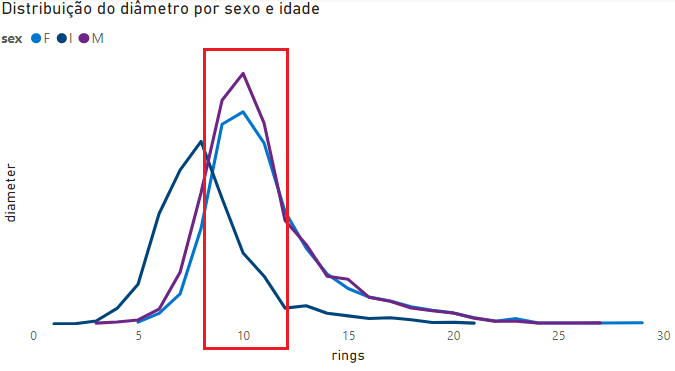 Distribuição do diâmetro por sexo e idade
sex F I M
diameter
0 5 10 15 20 25 30
rings